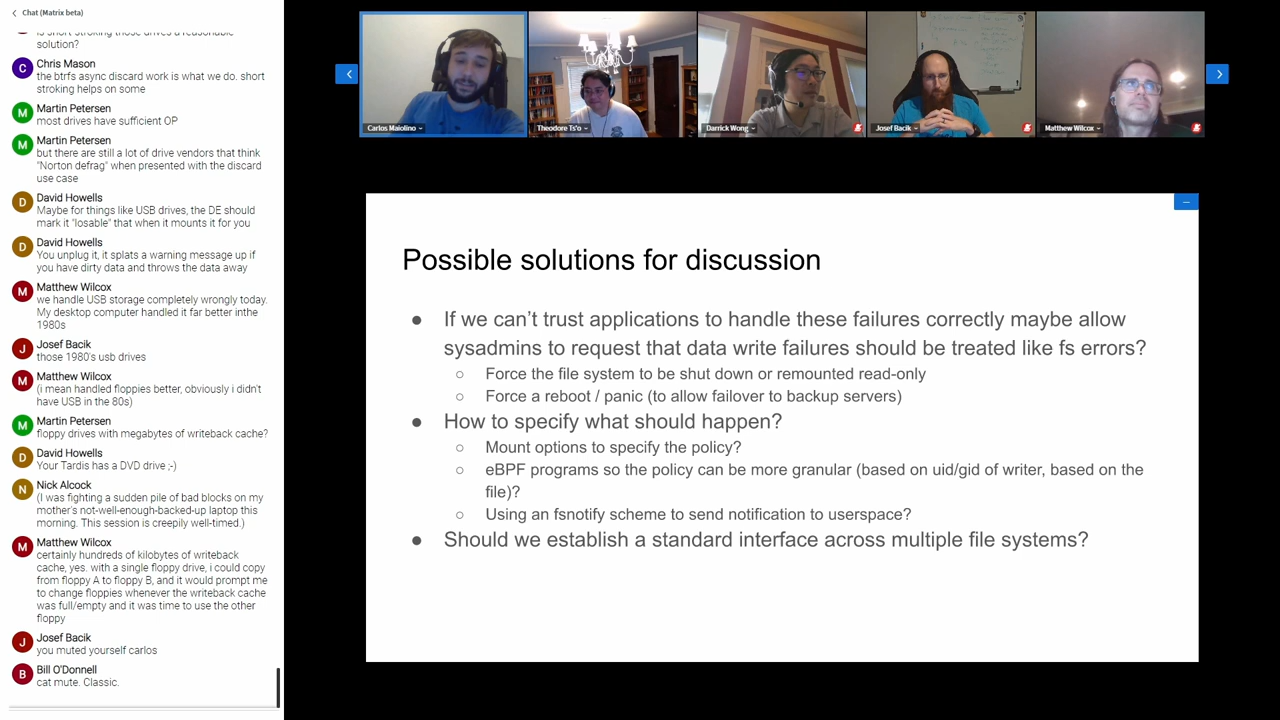 Chat (Matrix beta)
is short stroking those drives a reasonable
solution?
C
Chris Mason
the btrfs async discard work is what we do. short
stroking helps on some
M
Martin Petersen
most drives have sufficient OP
M
Martin Petersen
but there are still a lot of drive vendors that think
"Norton defrag" when presented with the discard
use case
D
David Howells
Maybe for things like USB drives, the DE should
mark it "losable" that when it mounts it for you
D
David Howells
You unplug it, it splats a warning message up if
you have dirty data and throws the data away
M
Matthew Wilcox
we handle USB storage completely wrongly today.
My desktop computer handled it far better inthe
1980s
J
Josef Bacik
those 1980's usb drives
M
Matthew Wilcox
(i mean handled floppies better, obviously i didn't
have USB in the 80s)
M
Martin Petersen
floppy drives with megabytes of writeback cache?
D
David Howells
Your Tardis has a DVD drive ;-)
N
Nick Alcock
(I was fighting a sudden pile of bad blocks on my
mother's not-well-enough-backed-up laptop this
morning. This session is creepily well-timed.)
M
Matthew Wilcox
certainly hundreds of kilobytes of writeback
cache, yes. with a single floppy drive, i could copy
from floppy A to floppy B, and it would prompt me
to change floppies whenever the writeback cache
was full/empty and it was time to use the other
floppy
J
Josef Bacik
you muted yourself carlos
B
Bill O'Donnell
cat mute. Classic.
Carlos Maiolino
Theodore Ts'o
Darrick Wong
Josef Bacik
Matthew Wilcox
Possible solutions for discussion
● If we can't trust applications to handle these failures correctly maybe allow
sysadmins to request that data write failures should be treated like fs errors?
○ Force the file system to be shut down or remounted read-only
○ Force a reboot / panic (to allow failover to backup servers)
● How to specify what should happen?
○ Mount options to specify the policy?
○ eBPF programs so the policy can be more granular (based on uid/gid of writer, based on the
file)?
○ Using an fsnotify scheme to send notification to userspace?
● Should we establish a standard interface across multiple file systems?